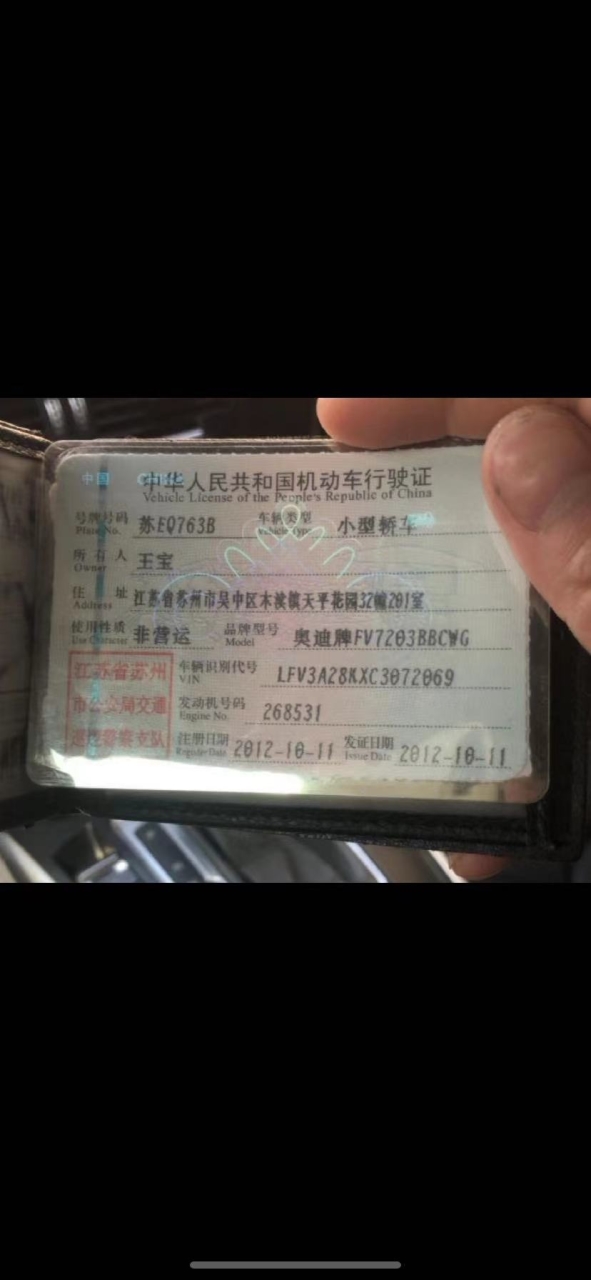 中国 CHINA
中华人民共和国机动车行驶证
Vehicle License of the People's Republic of China
号牌号码 苏EQ763B 车辆类型 小型轿车
Plate No. Vehicle Type
所有人 王宝
Owner
住址 江苏省苏州市吴中区木渎镇天平花园32幢201室
Address
使用性质 非营运 品牌型号 奥迪牌FV7203BBCWG
Use Character Model
江苏省苏州 车辆识别代号 LFV3A28KXC3072069
VIN
市公安局交通 发动机号码 268531
Engine No.
巡逻警察支队 注册日期 2012-10-11 发证日期 2012-10-11
Register Date Issue Date